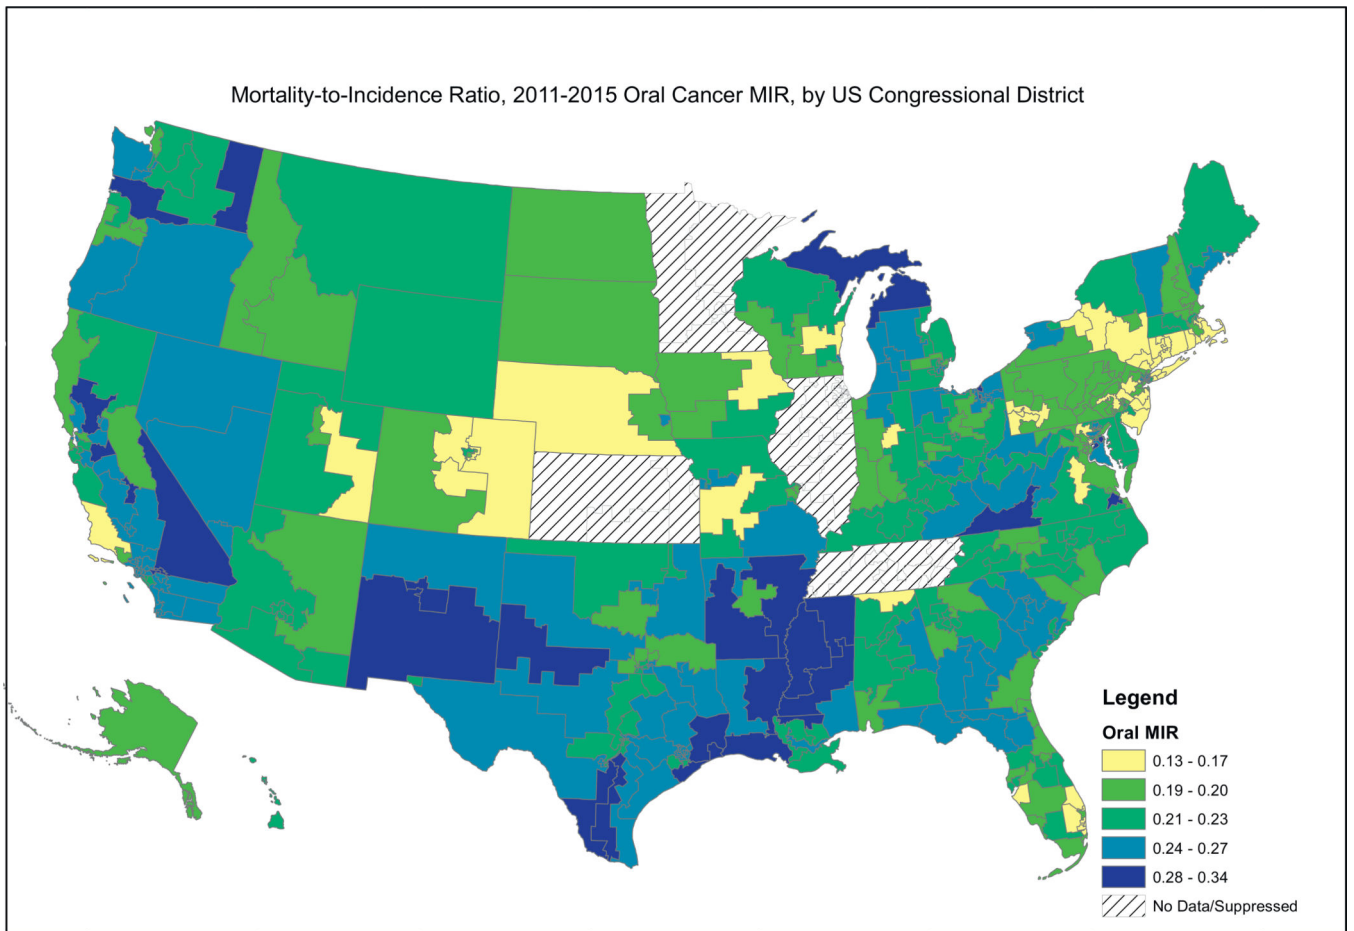 Mortality-to-Incidence Ratio, 2011-2015 Oral Cancer MIR, by US Congressional District
Legend
Oral MIR
0.13 - 0.17
0.19 - 0.20
0.21 - 0.23
0.24 - 0.27
0.28 - 0.34
No Data/Suppressed